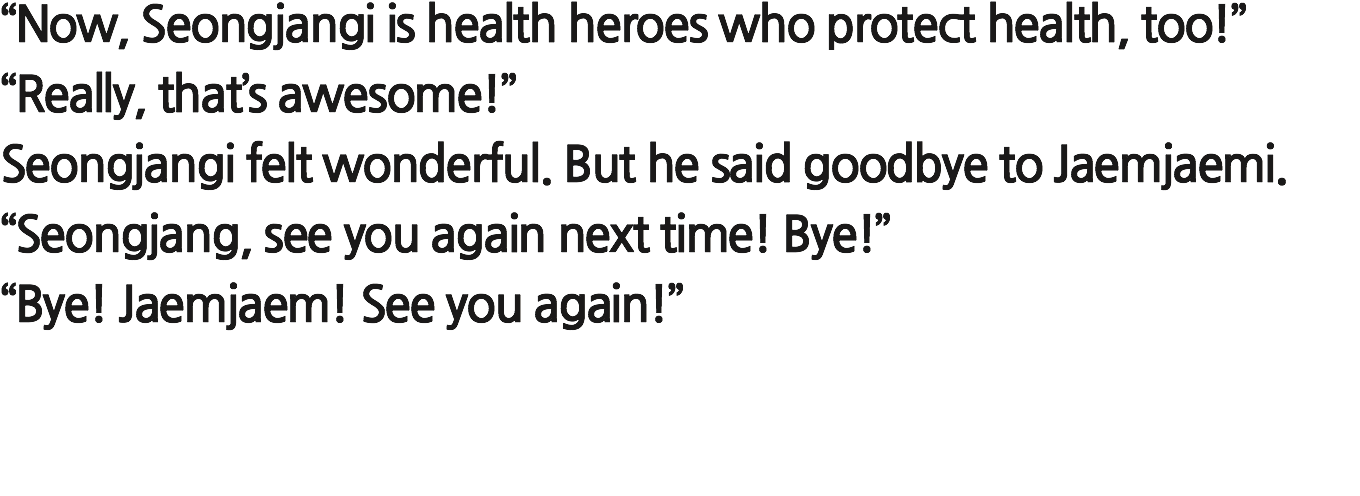 “Now, Seongjangi is health heroes who protect health, too!”
“Really, that’s awesome!”
Seongjangi felt wonderful. But he said goodbye to Jaemjaemi.
“Seongjang, see you again next time! Bye!”
“Bye! Jaemjaem! See you again!”